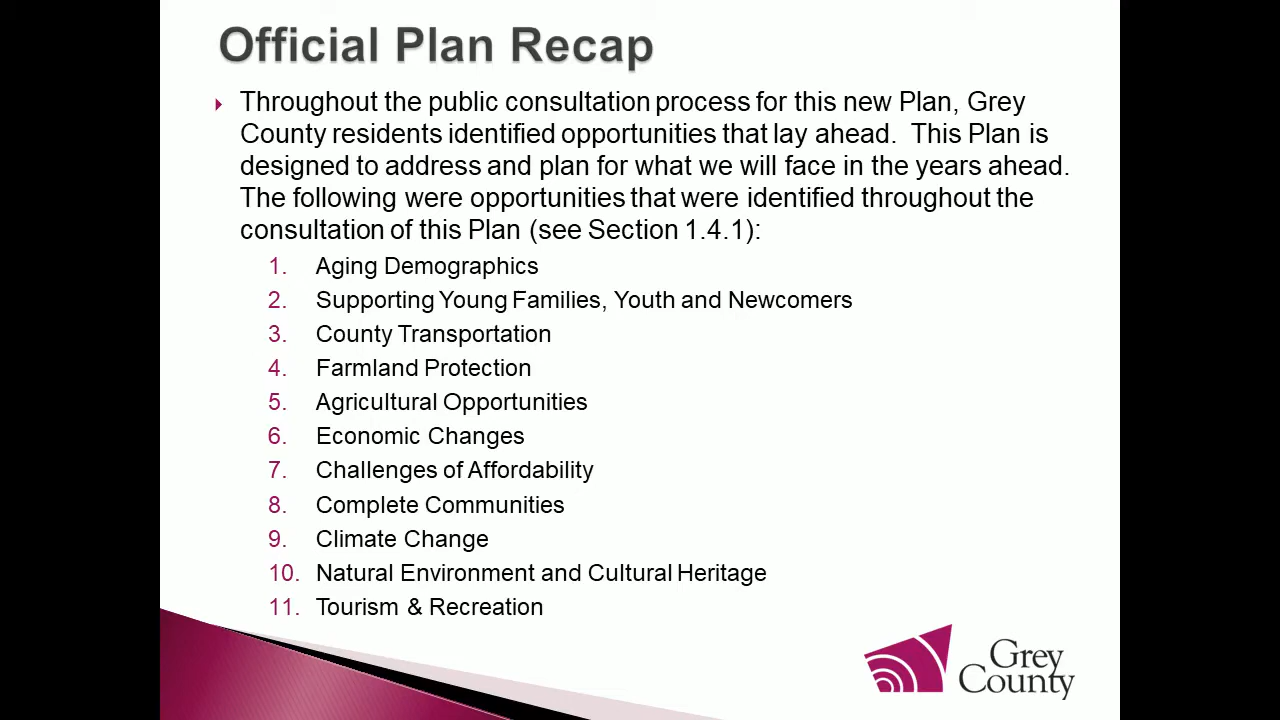 Official Plan Recap
Throughout the public consultation process for this new Plan, Grey
County residents identified opportunities that lay ahead.  This Plan is
designed to address and plan for what we will face in the years ahead.
The following were opportunities that were identified throughout the
consultation of this Plan (see Section 1.4.1):
1. Aging Demographics
2. Supporting Young Families, Youth and Newcomers
3. County Transportation
4. Farmland Protection
5. Agricultural Opportunities
6. Economic Changes
7. Challenges of Affordability
8. Complete Communities
9. Climate Change
10. Natural Environment and Cultural Heritage
11. Tourism & Recreation
Grey
County